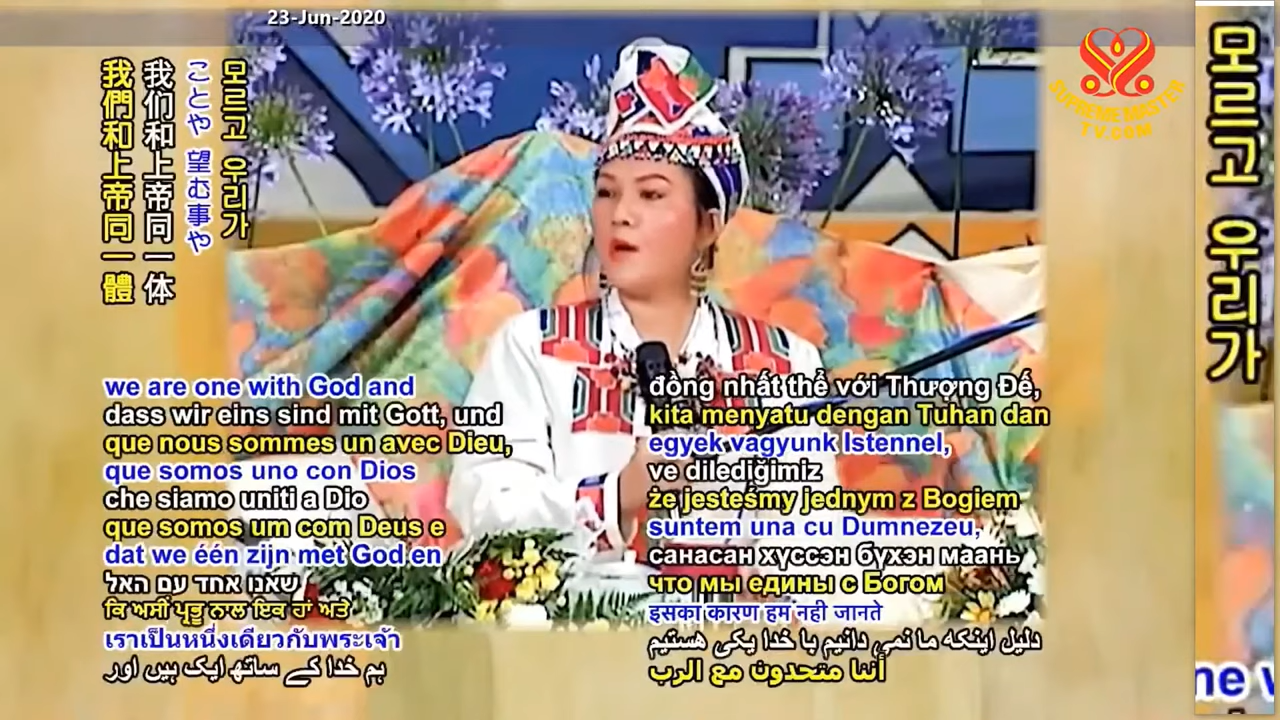 23-Jun-2020
SUPREME MASTER
TV.COM
모르고 우리가
ことや 望む事や
我们和上帝同一体
我們和上帝同一體
모르고 우리가
we are one with God and
dass wir eins sind mit Gott, und
que nous sommes un avec Dieu,
que somos uno con Dios
che siamo uniti a Dio
que somos um com Deus e
dat we één zijn met God en
שאנו אחד עם האל
ਕਿ ਅਸੀਂ ਪ੍ਰਭੂ ਨਾਲ ਇਕ ਹਾਂ ਅਤੇ
เราเป็นหนึ่งเดียวกับพระเจ้า
ہم خدا کے ساتھ ایک ہیں اور
đồng nhất thể với Thượng Đế,
kita menyatu dengan Tuhan dan
egyek vagyunk Istennel,
ve dilediğimiz
że jesteśmy jednym z Bogiem
suntem una cu Dumnezeu,
санасан хүссэн бүхэн маань
что мы едины с Богом
इसका कारण हम नही जानते
دلیل اینکه ما نمی دانیم با خدا یکی هستیم
أننا متحدون مع الرب
ne w